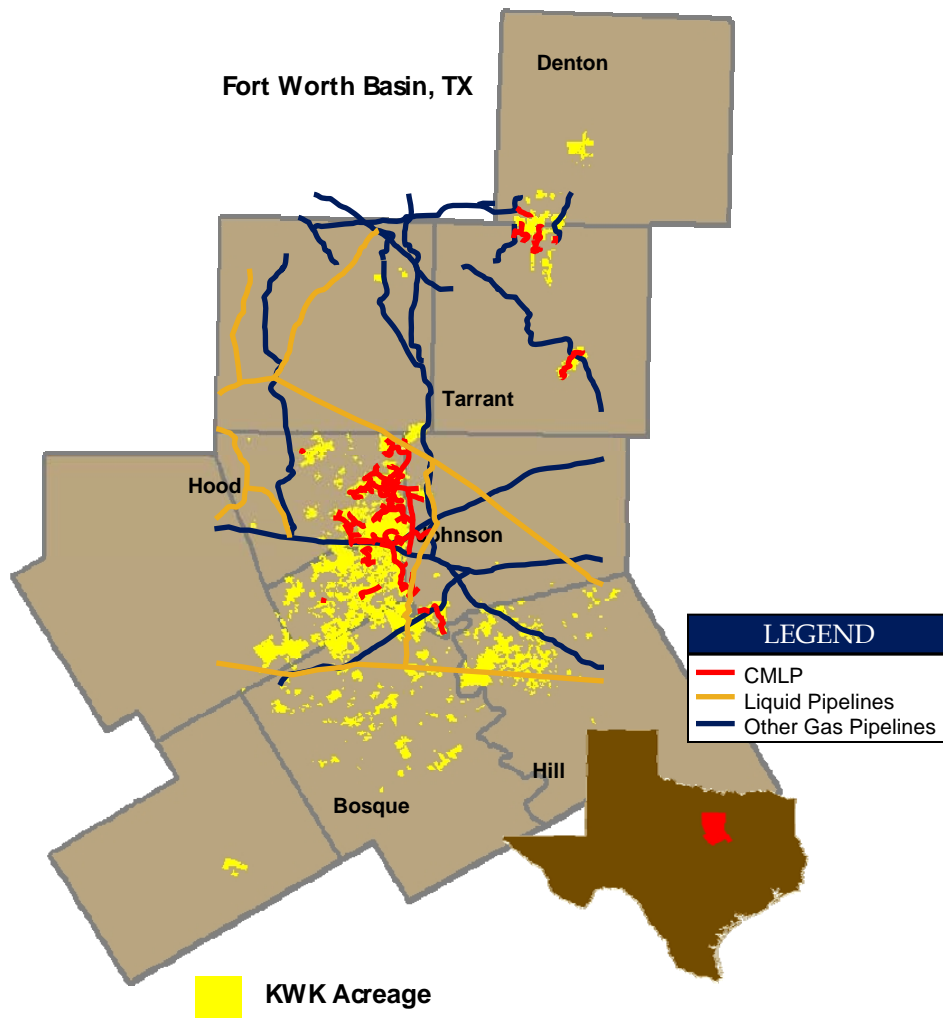 Denton
Fort Worth Basin, TX
Tarrant
Hood
Johnson
LEGEND
CMLP
Liquid Pipelines
Other Gas Pipelines
Hill
Bosque
KWK Acreage